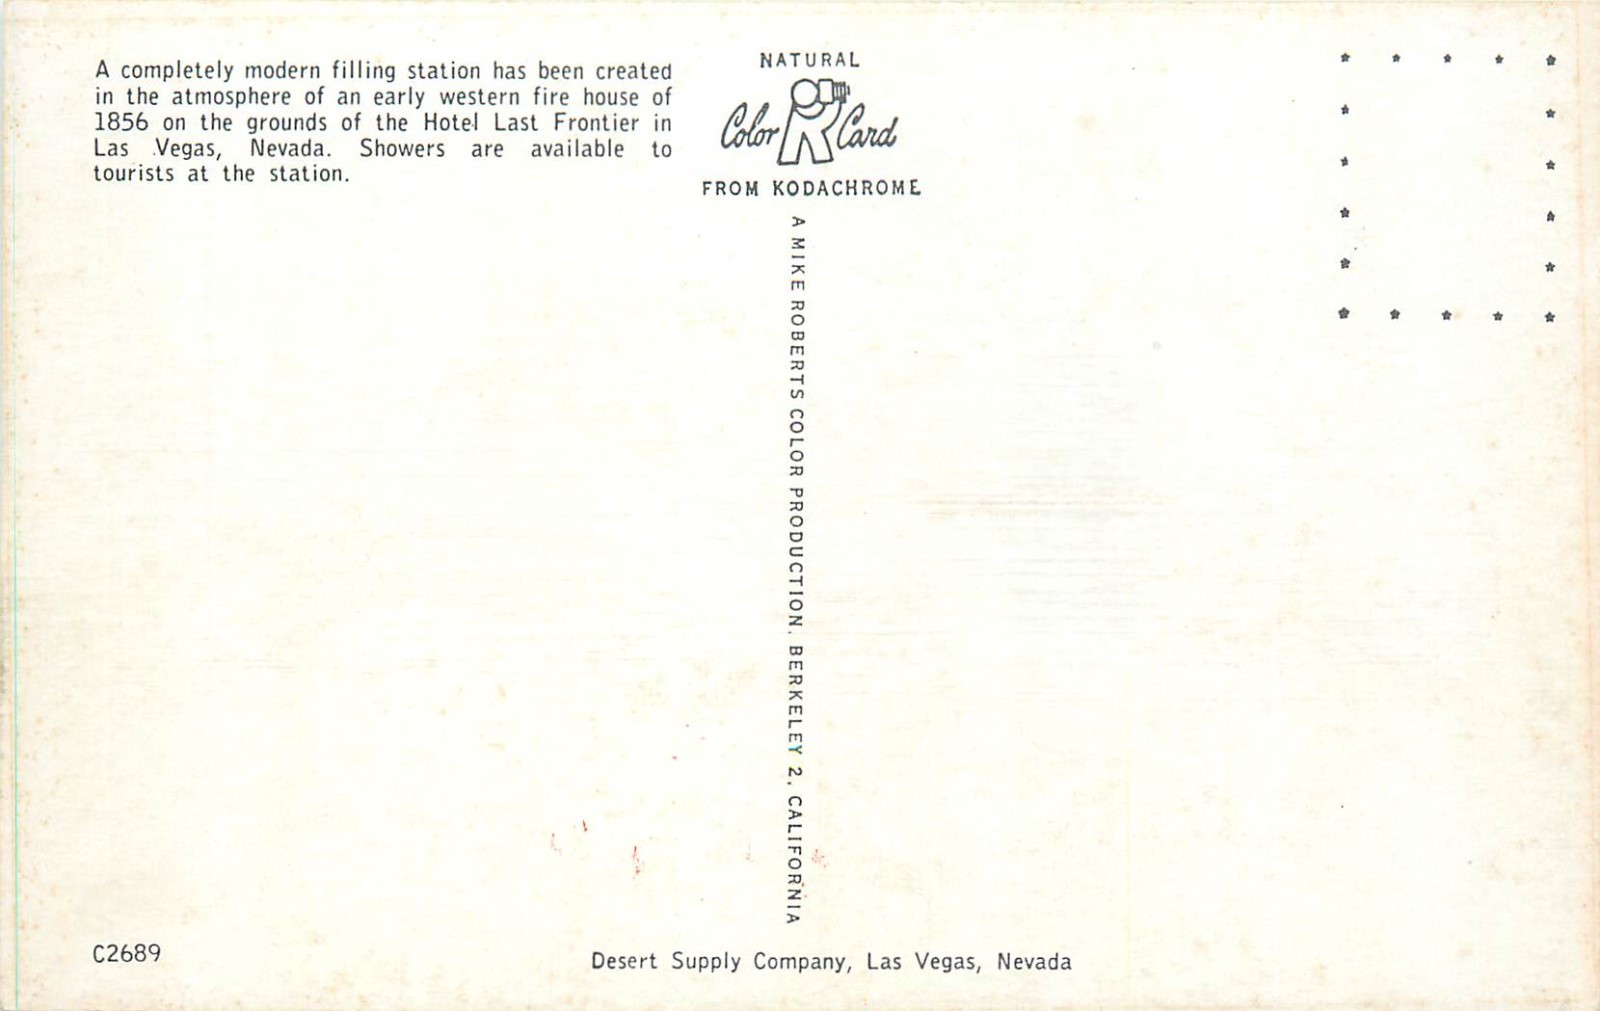 A completely modern filling station has been created
in the atmosphere of an early western fire house of
1856 on the grounds of the Hotel Last Frontier in
Las Vegas, Nevada. Showers are available to
tourists at the station.
NATURAL
Color Card
FROM KODACHROME
A MIKE ROBERTS COLOR PRODUCTION. BERKELEY 2, CALIFORNIA
C2689
Desert Supply Company, Las Vegas, Nevada